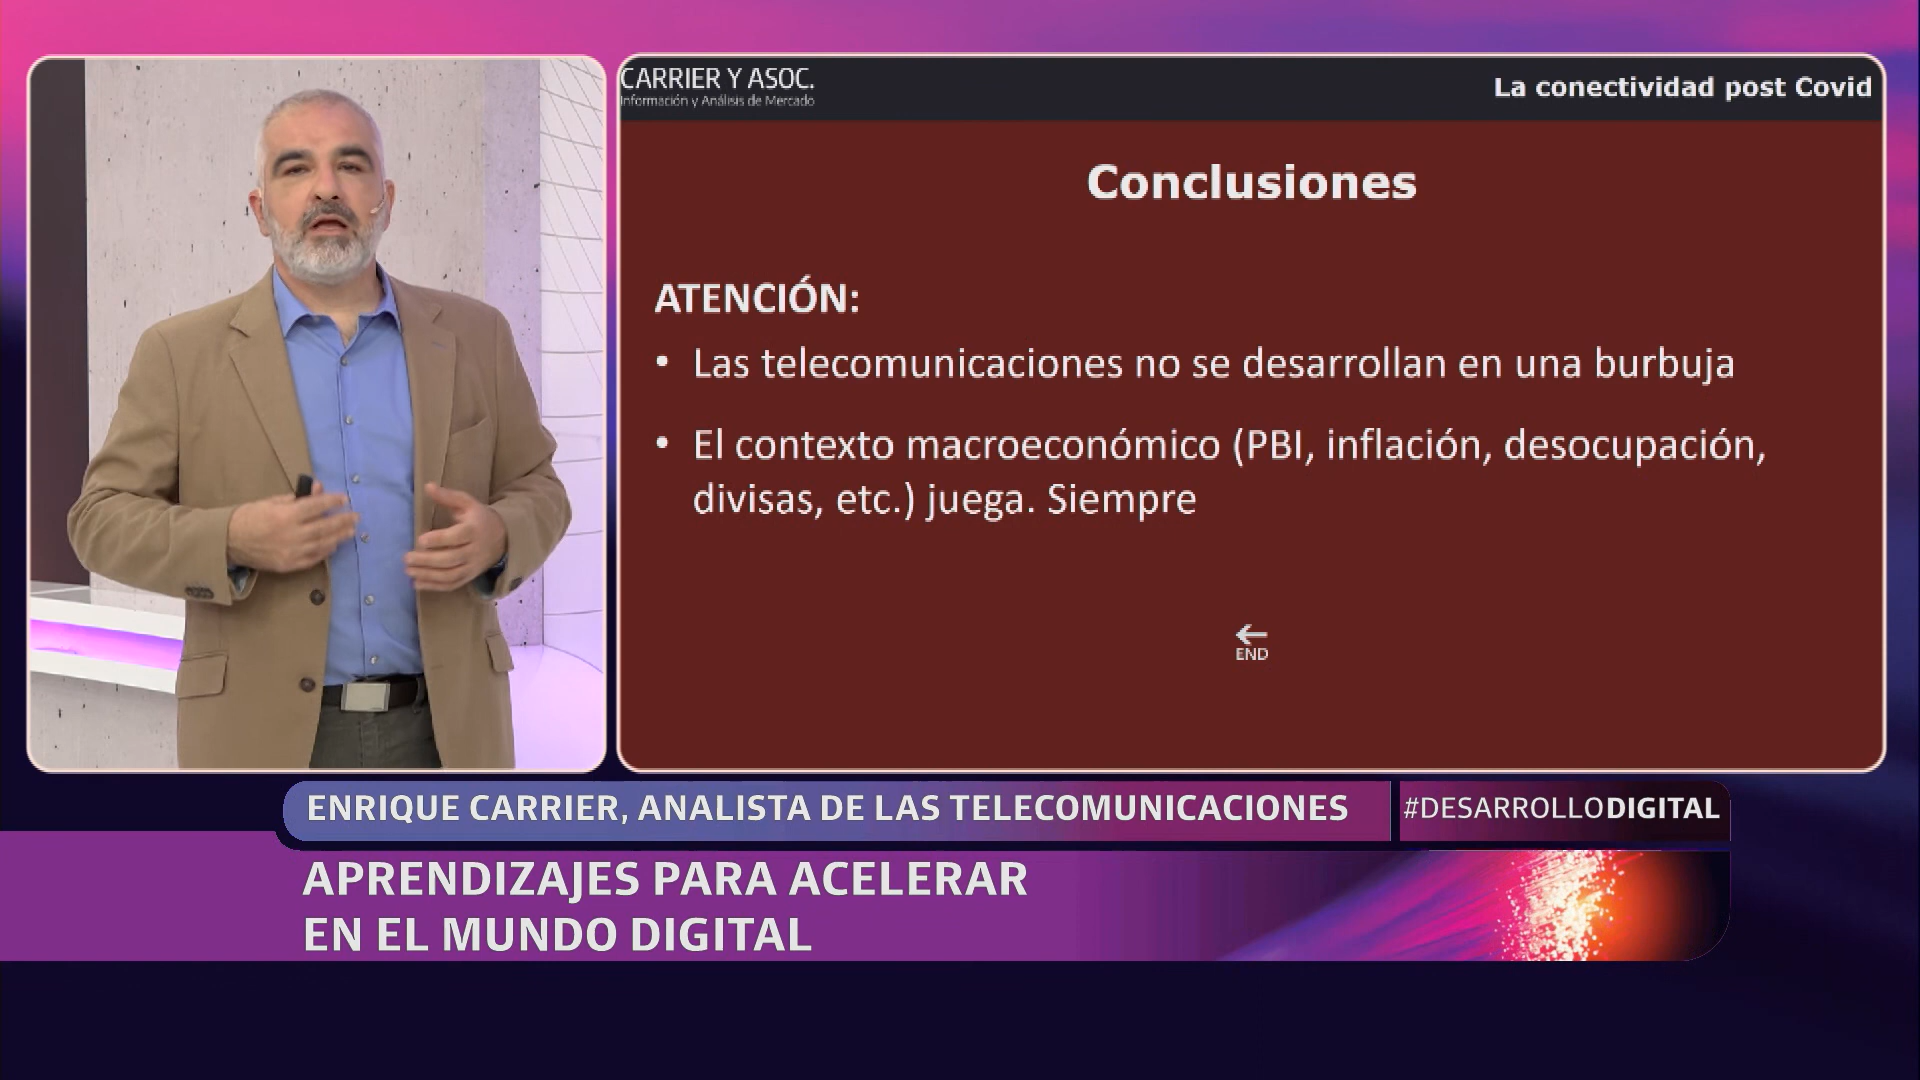 CARRIER Y ASOC.
Información y Análisis de Mercado
La conectividad post Covid
Conclusiones
ATENCIÓN:
• Las telecomunicaciones no se desarrollan en una burbuja
• El contexto macroeconómico (PBI, inflación, desocupación,
divisas, etc.) juega. Siempre
END
ENRIQUE CARRIER, ANALISTA DE LAS TELECOMUNICACIONES
#DESARROLLODIGITAL
APRENDIZAJES PARA ACELERAR
EN EL MUNDO DIGITAL